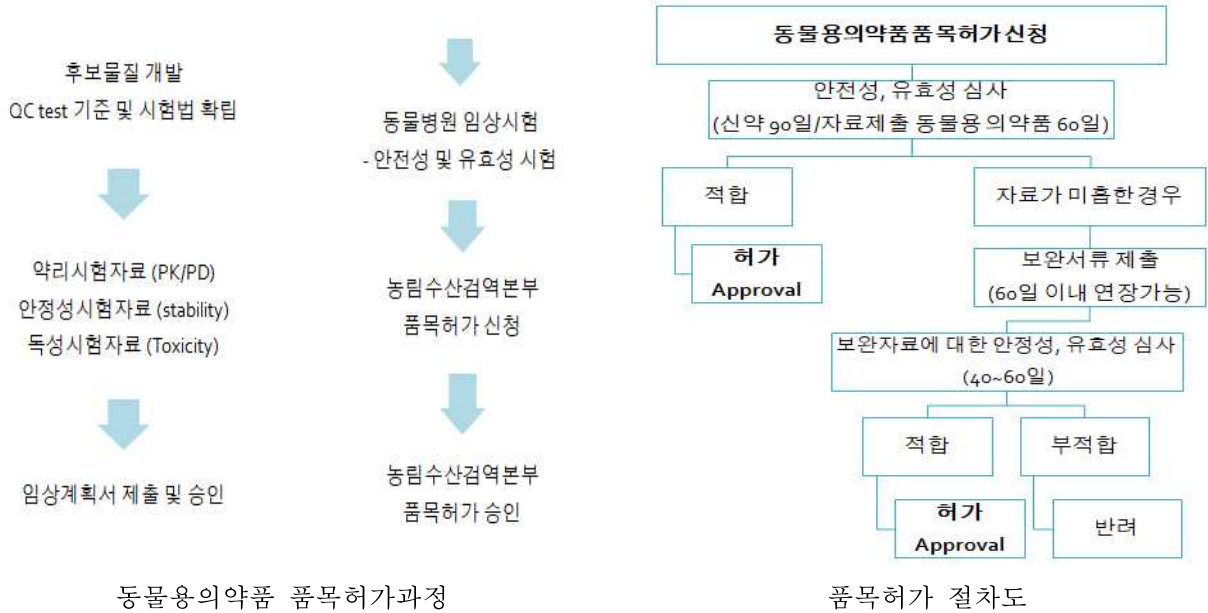 후보물질 개발
QC test 기준 및 시험법 확립
약리시험자료 (PK/PD)
안정성시험자료 (stability)
독성시험자료 (Toxicity)
임상계획서 제출 및 승인
동물병원 임상시험
- 안전성 및 유효성 시험
농림수산검역본부
품목허가 신청
농림수산검역본부
품목허가 승인
동물용의약품 품목허가과정
동물용의약품품목허가신청
안전성, 유효성 심사
(신약 90일/자료제출 동물용의약품 60일)
적합
허가
Approval
자료가 미흡한 경우
보완서류 제출
(60일 이내 연장가능)
보완자료에 대한 안정성, 유효성 심사
(40~60일)
적합
허가
Approval
부적합
반려
품목허가 절차도